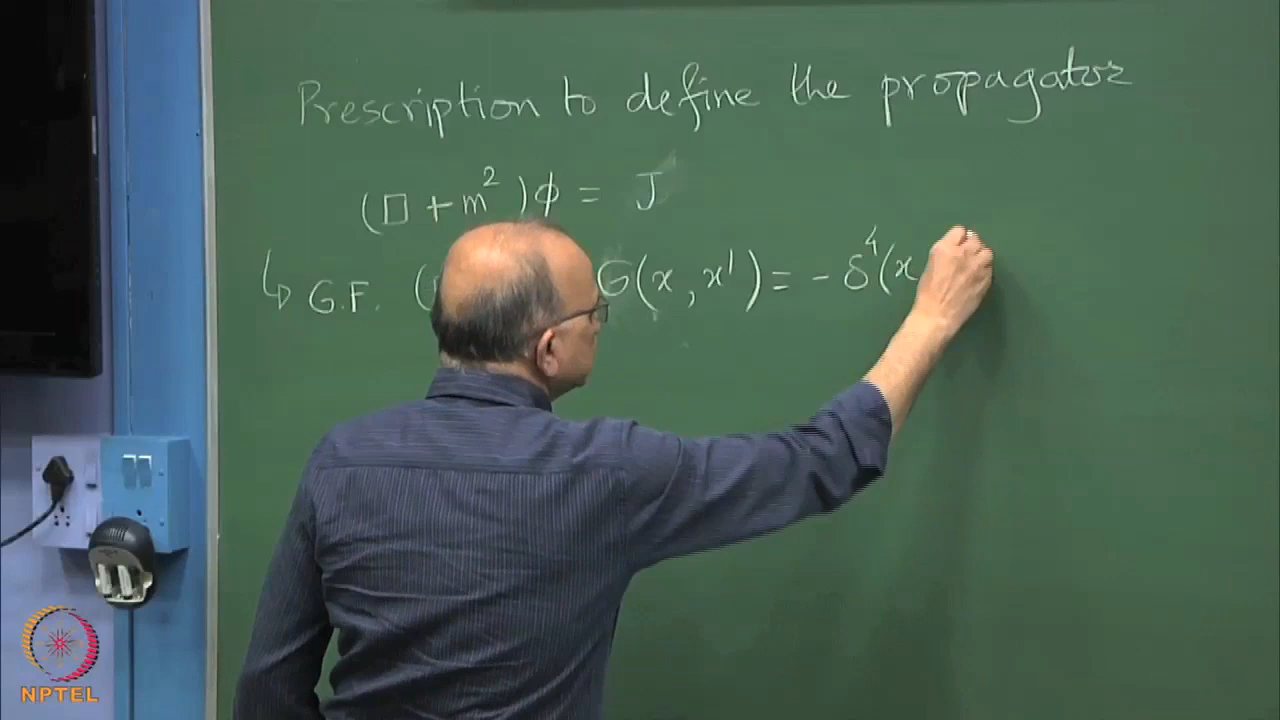 Prescription to define the propagator
(□ + m²)ϕ = J
↳ G.F. ( G(x, x') = - δ⁴(x
NPTEL